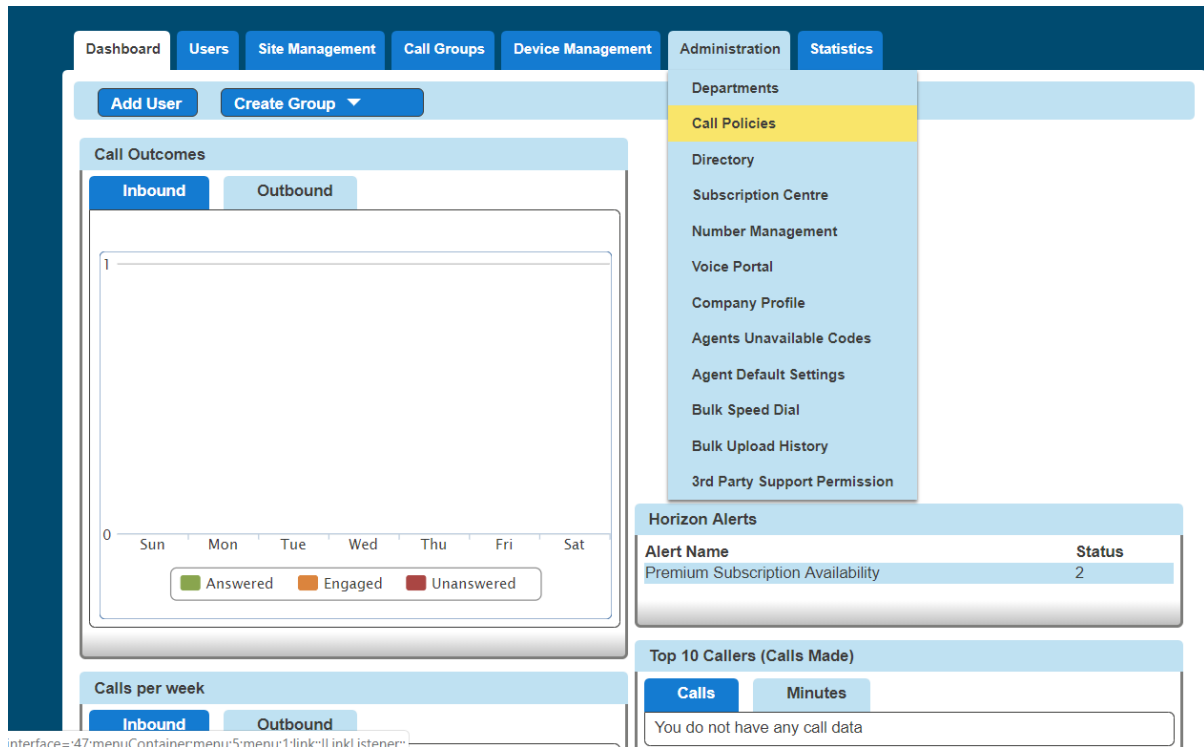 Dashboard Users Site Management Call Groups Device Management Administration Statistics
Add User Create Group
Departments
Call Policies
Directory
Subscription Centre
Number Management
Voice Portal
Company Profile
Agents Unavailable Codes
Agent Default Settings
Bulk Speed Dial
Bulk Upload History
3rd Party Support Permission
Call Outcomes
Inbound Outbound
1
0
Sun Mon Tue Wed Thu Fri Sat
Answered Engaged Unanswered
Horizon Alerts
Alert Name Status
Premium Subscription Availability 2
Top 10 Callers (Calls Made)
Calls Minutes
You do not have any call data
Calls per week
Inbound Outbound
interface=:47:menuContainer:menu:5:menu:1:link::ILinkListener::